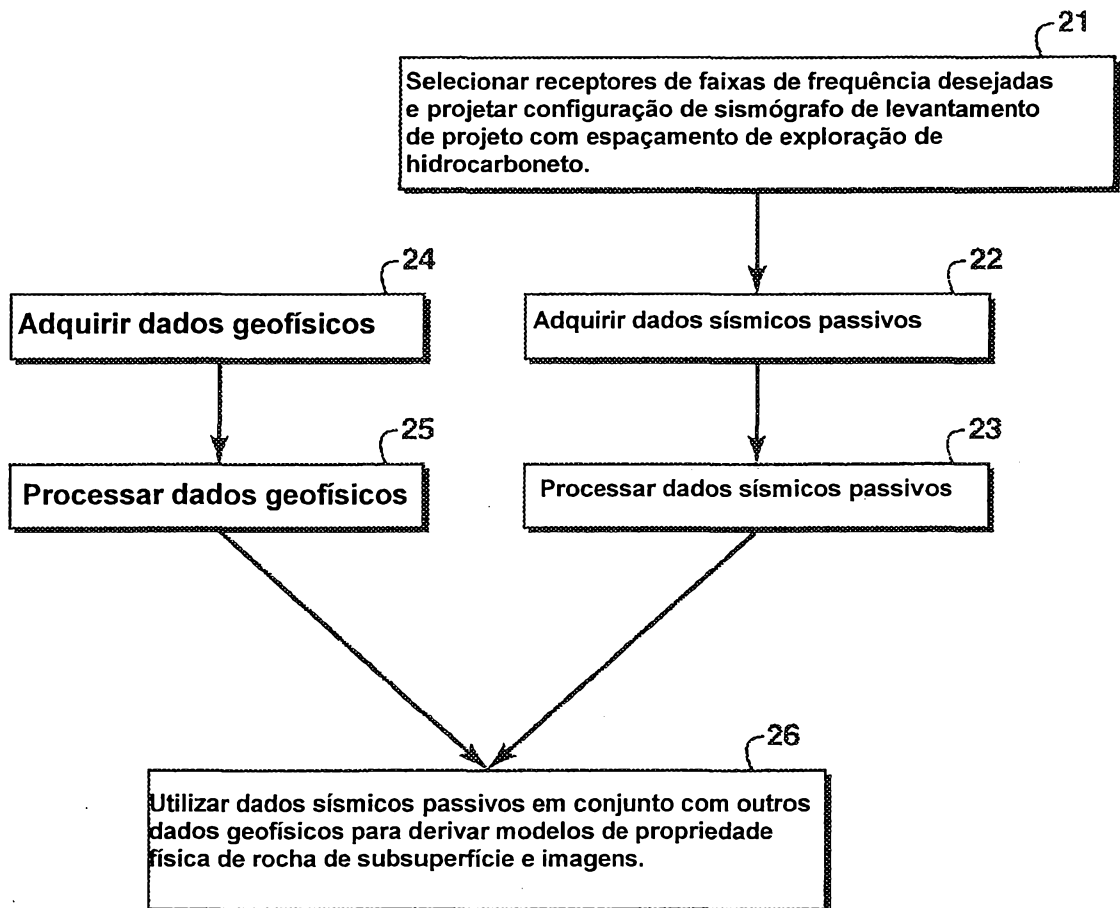 21
Selecionar receptores de faixas de frequência desejadas
e projetar configuração de sismógrafo de levantamento
de projeto com espaçamento de exploração de
hidrocarboneto.
24
Adquirir dados geofísicos
22
Adquirir dados sísmicos passivos
25
Processar dados geofísicos
23
Processar dados sísmicos passivos
26
Utilizar dados sísmicos passivos em conjunto com outros
dados geofísicos para derivar modelos de propriedade
física de rocha de subsuperfície e imagens.